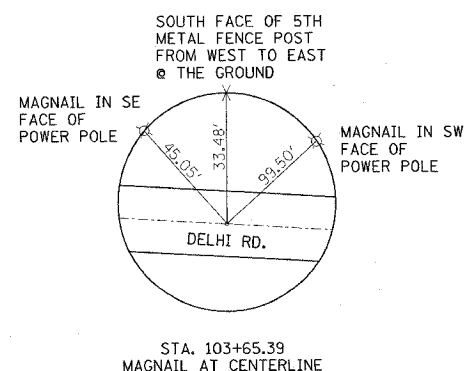 SOUTH FACE OF 5TH
METAL FENCE POST
FROM WEST TO EAST
@ THE GROUND
MAGNAIL IN SE
FACE OF
POWER POLE
MAGNAIL IN SW
FACE OF
POWER POLE
45.05'
33.48'
99.50'
DELHI RD.
STA. 103+65.39
MAGNAIL AT CENTERLINE